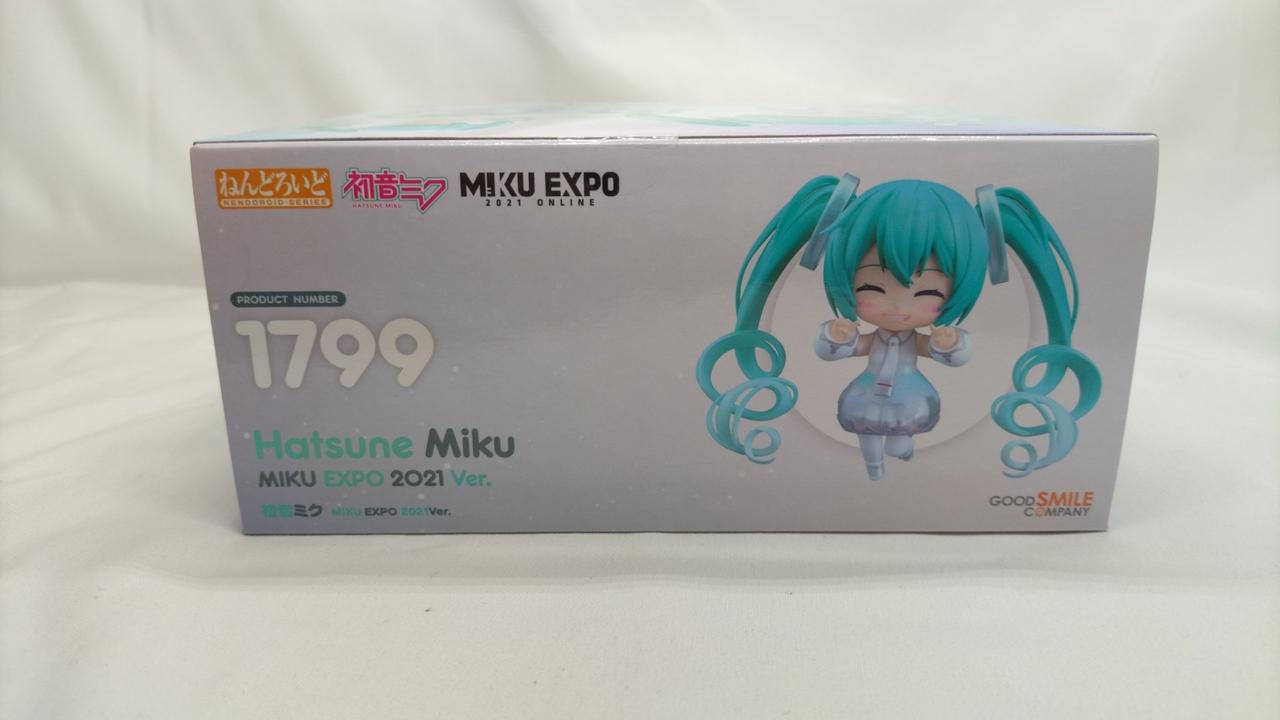 ねんどろいど
NENDOROID-SERIES
初音ミク
HATSUNE MIKU
MIKU EXPO
2021 ONLINE
PRODUCT NUMBER
1799
Hatsune Miku
MIKU EXPO 2021 Ver.
初音ミク MIKU EXPO 2021Ver.
GOOD SMILE
COMPANY